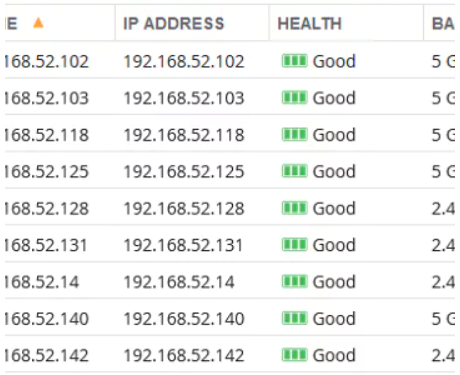 E IP ADDRESS HEALTH BA
168.52.102 192.168.52.102 Good 5 G
168.52.103 192.168.52.103 Good 5 G
168.52.118 192.168.52.118 Good 5 G
168.52.125 192.168.52.125 Good 5 G
168.52.128 192.168.52.128 Good 2.4
168.52.131 192.168.52.131 Good 2.4
168.52.14 192.168.52.14 Good 2.4
168.52.140 192.168.52.140 Good 5 G
168.52.142 192.168.52.142 Good 2.4